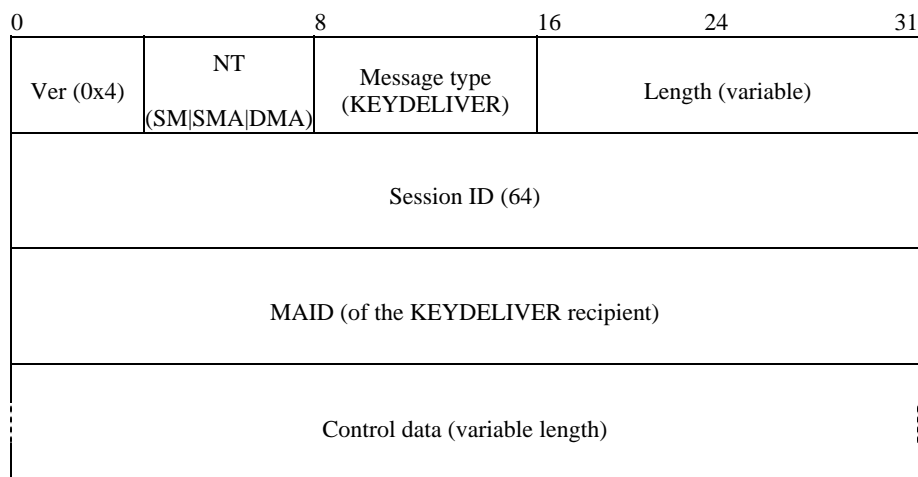 0 8 16 24 31
Ver (0x4)
NT
(SM|SMA|DMA)
Message type
(KEYDELIVER)
Length (variable)
Session ID (64)
MAID (of the KEYDELIVER recipient)
Control data (variable length)